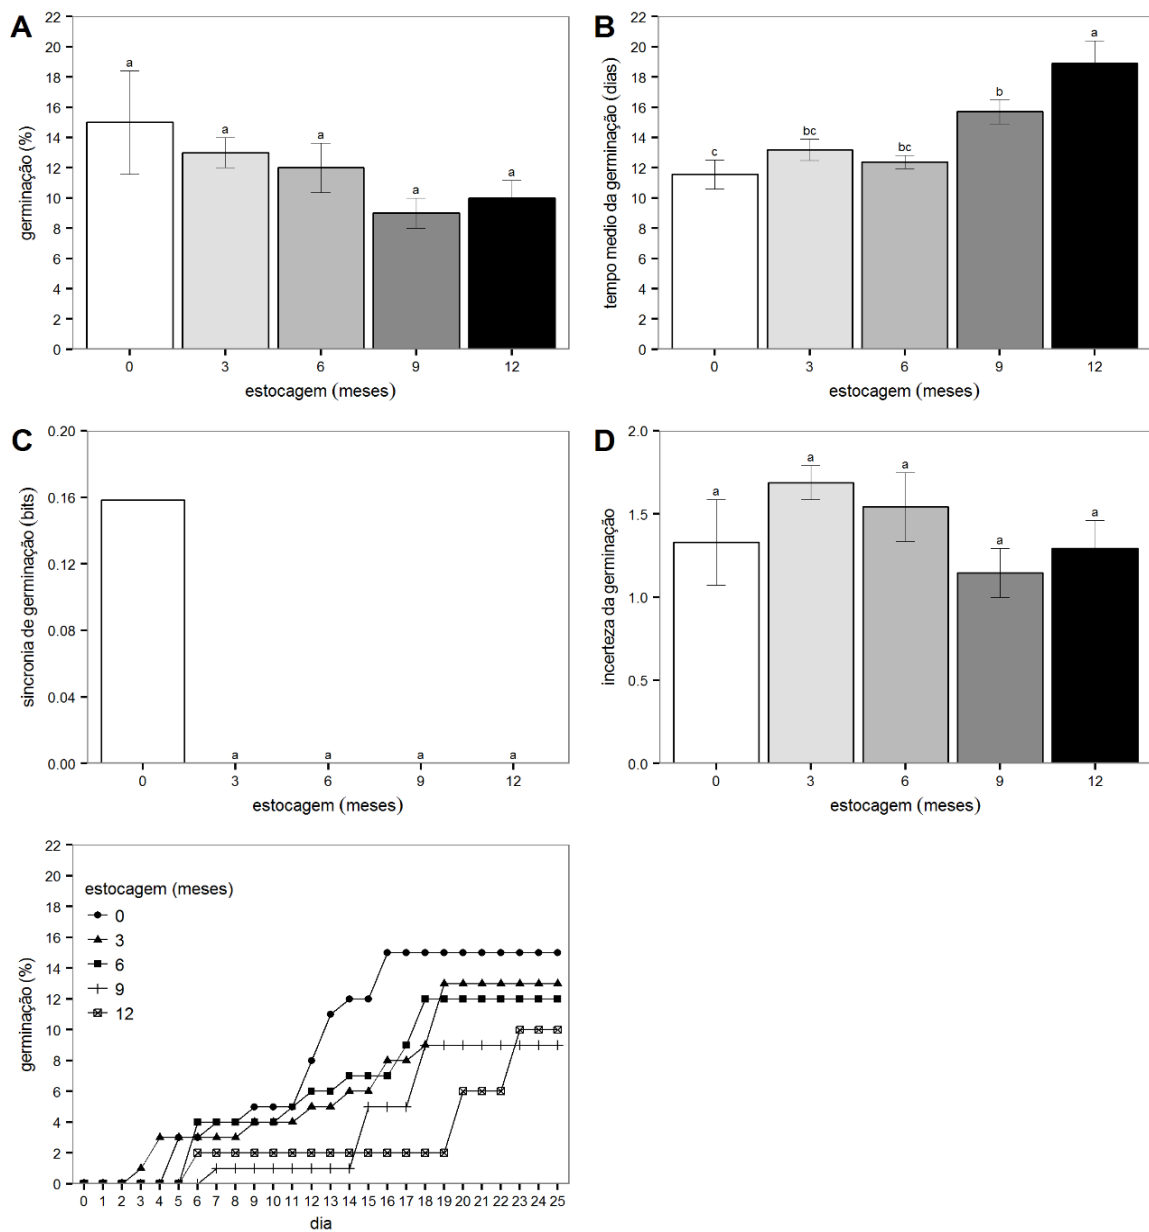 A
germinação (%)
22
20
18
16
14
12
10
8
6
4
2
0
a
a
a
a
a
0 3 6 9 12
estocagem (meses)
B
tempo medio da germinação (dias)
22
20
18
16
14
12
10
8
6
4
2
0
c
bc
bc
b
a
0 3 6 9 12
estocagem (meses)
C
sincronia de germinação (bits)
0.20
0.16
0.12
0.08
0.04
0.00
a a a a
0 3 6 9 12
estocagem (meses)
D
incerteza da germinação
2.0
1.5
1.0
0.5
0.0
a
a
a
a
a
0 3 6 9 12
estocagem (meses)
germinação (%)
22
20
18
16
14
12
10
8
6
4
2
0
estocagem (meses)
0
3
6
9
12
0 1 2 3 4 5 6 7 8 9 10 11 12 13 14 15 16 17 18 19 20 21 22 23 24 25
dia